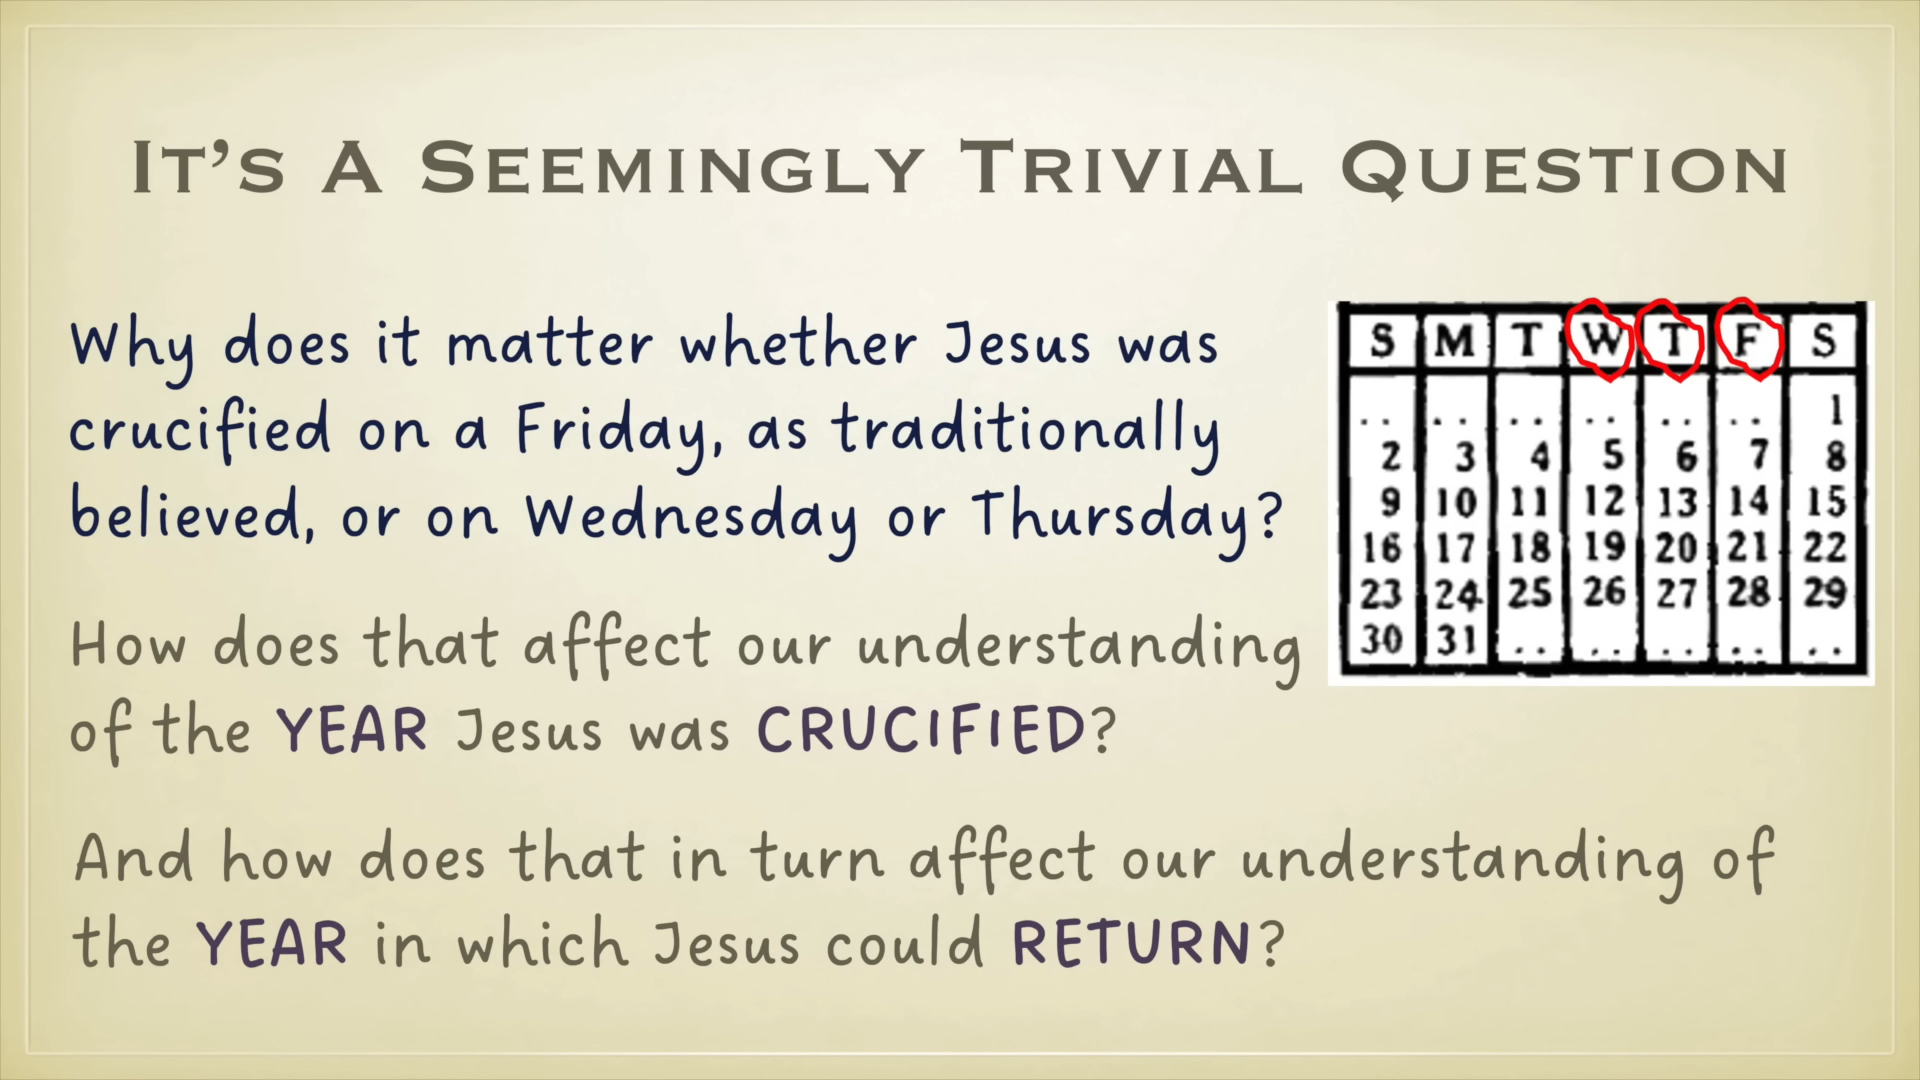 It's A Seemingly Trivial Question
Why does it matter whether Jesus was
crucified on a Friday, as traditionally
believed, or on Wednesday or Thursday?
How does that affect our understanding
of the YEAR Jesus was CRUCIFIED?
And how does that in turn affect our understanding of
the YEAR in which Jesus could RETURN?
S M T W T F S
.. .. .. .. .. .. 1
2 3 4 5 6 7 8
9 10 11 12 13 14 15
16 17 18 19 20 21 22
23 24 25 26 27 28 29
30 31 .. .. .. .. ..